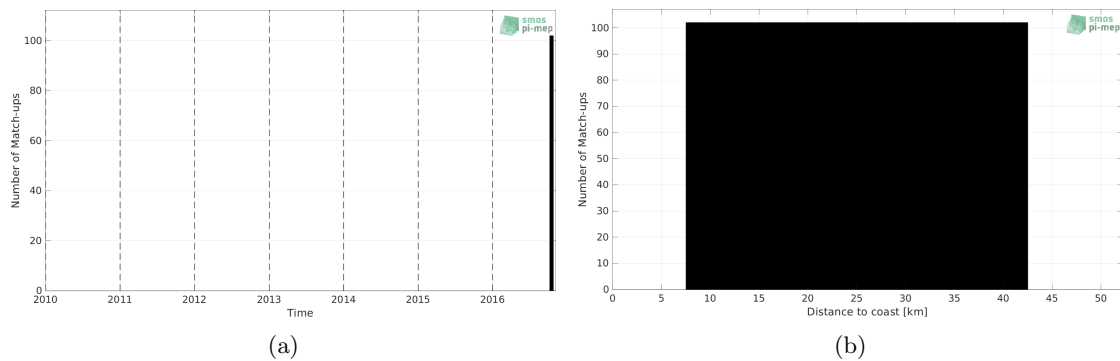 smos
pi-mep
100
80
60
40
20
0
Number of Match-ups
2010 2011 2012 2013 2014 2015 2016
Time
(a)
smos
pi-mep
100
90
80
70
60
50
40
30
20
10
0
Number of Match-ups
0 5 10 15 20 25 30 35 40 45 50
Distance to coast [km]
(b)